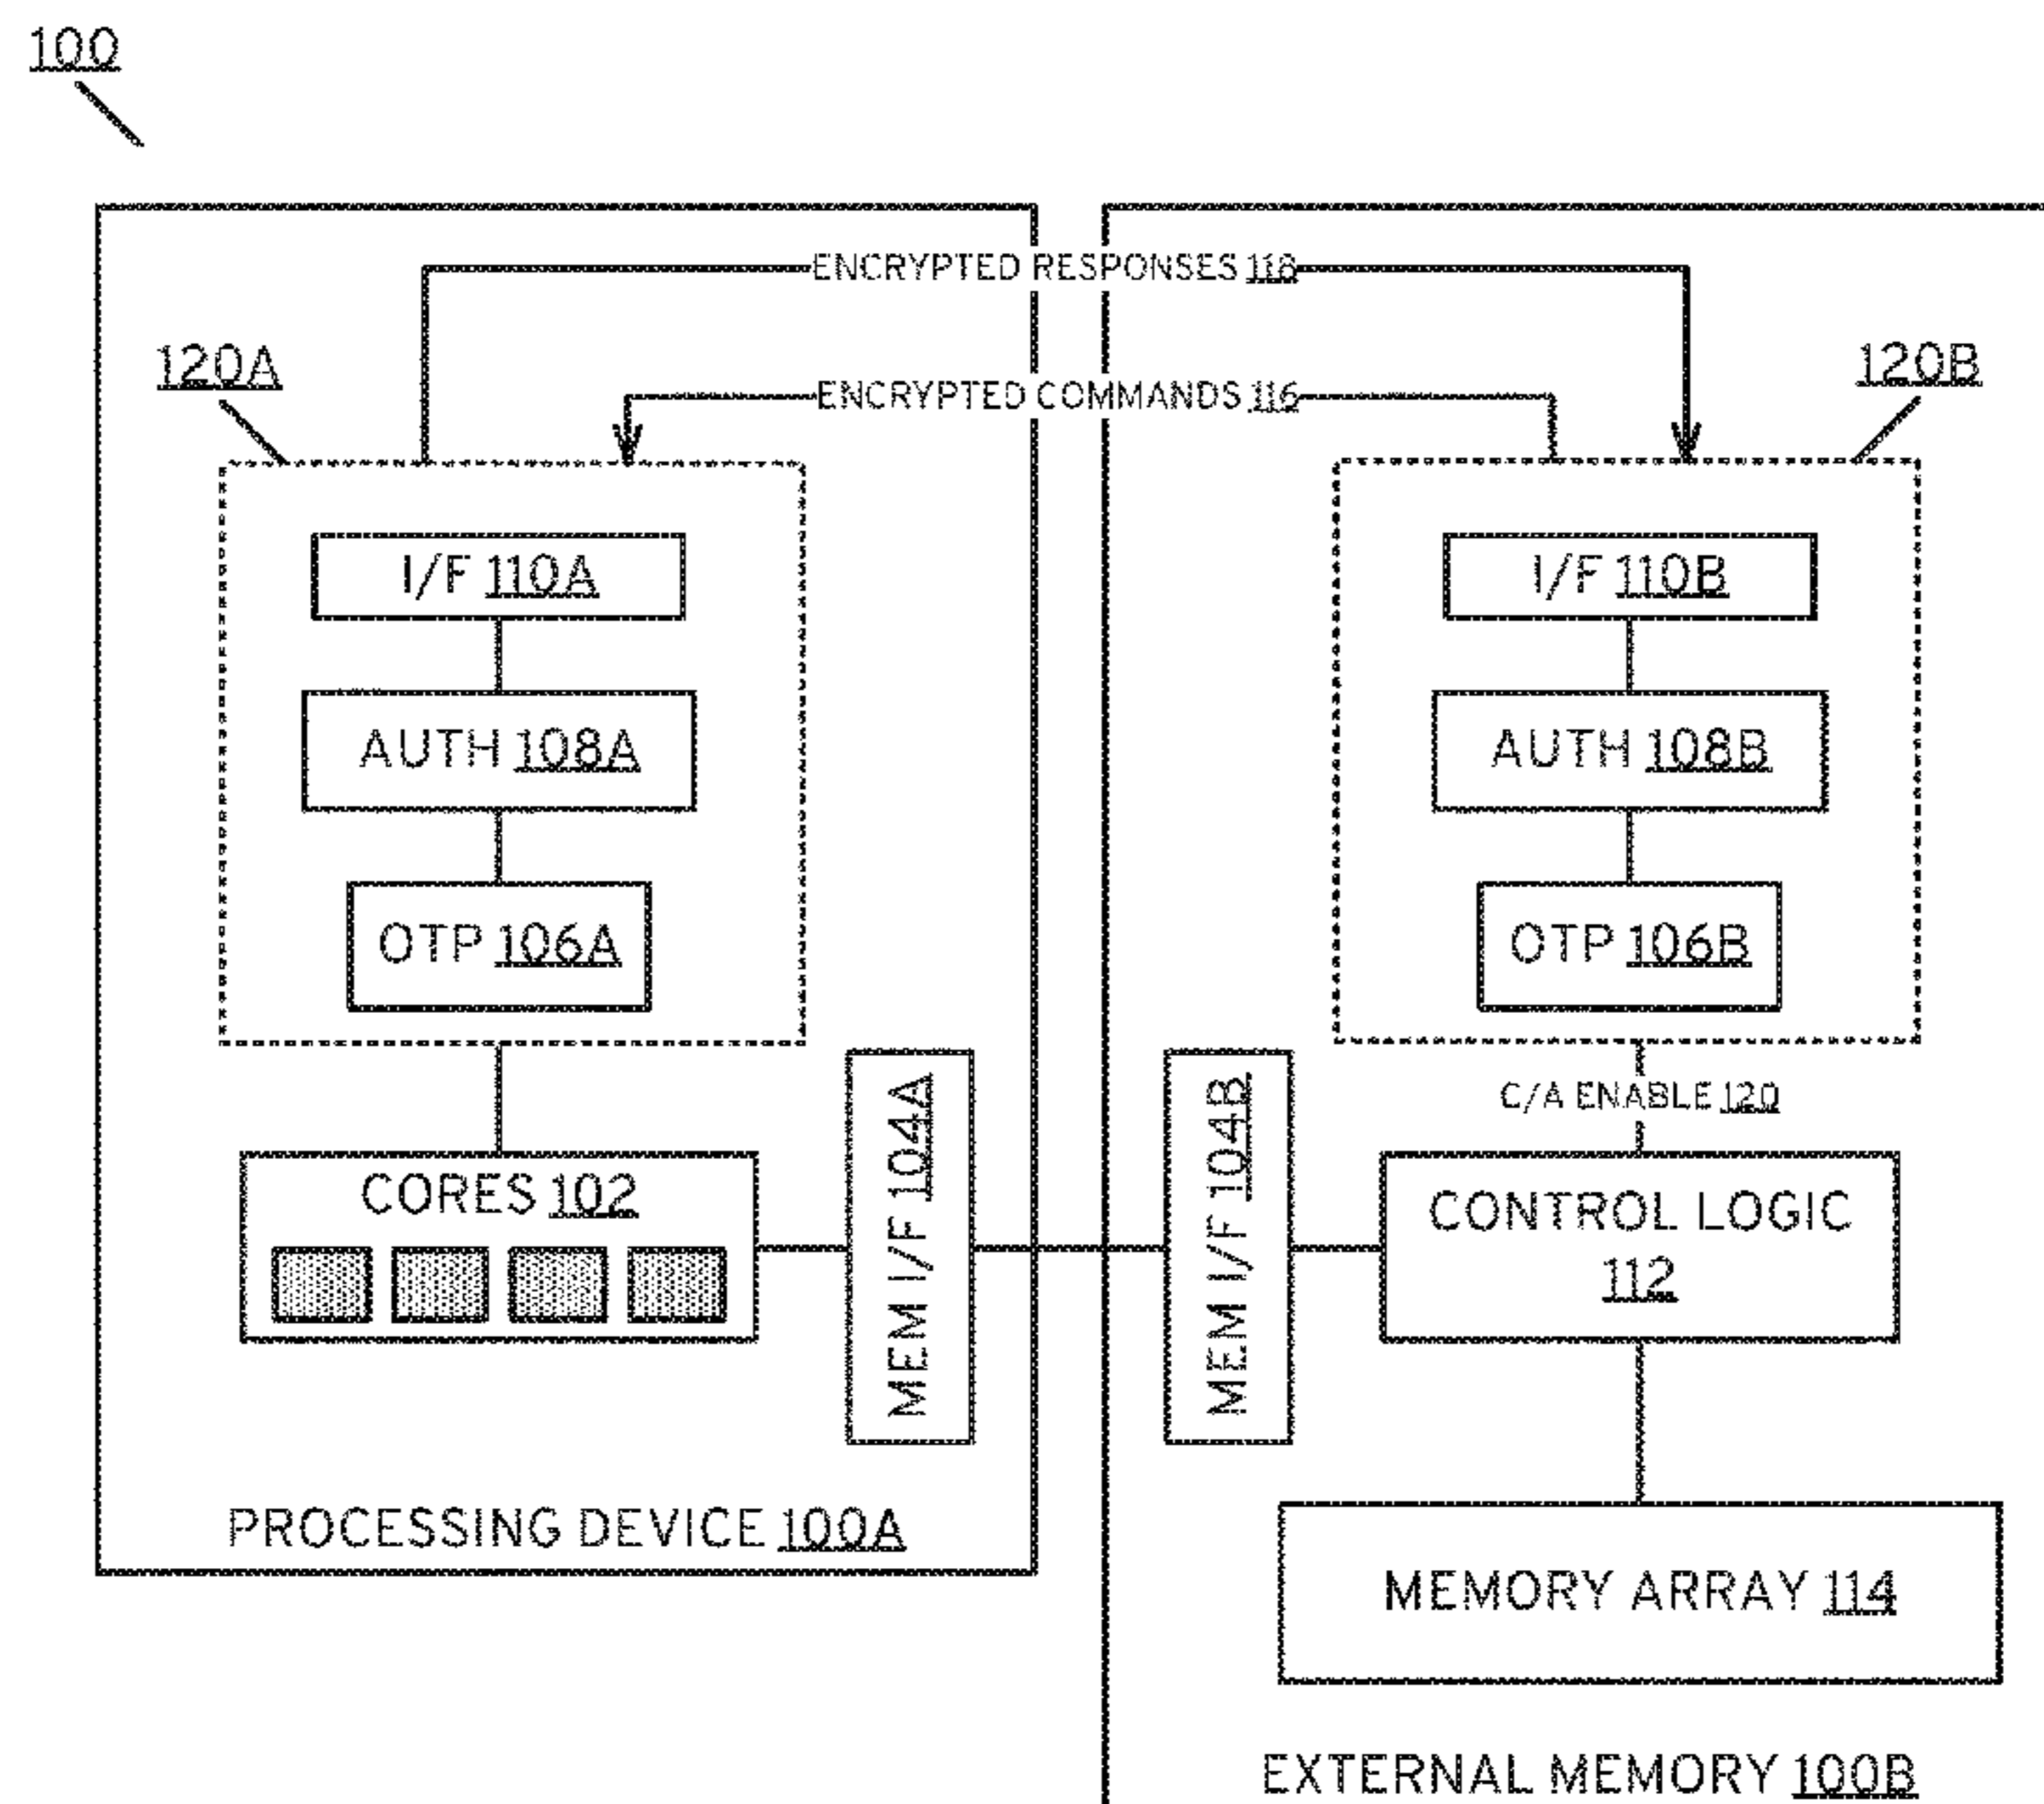 100
ENCRYPTED RESPONSES 118
120A
120B
ENCRYPTED COMMANDS 116
I/F 110A
I/F 110B
AUTH 108A
AUTH 108B
OTP 106A
OTP 106B
C/A ENABLE 120
CORES 102
MEM I/F 104A
MEM I/F 104B
CONTROL LOGIC
112
PROCESSING DEVICE 100A
MEMORY ARRAY 114
EXTERNAL MEMORY 100B